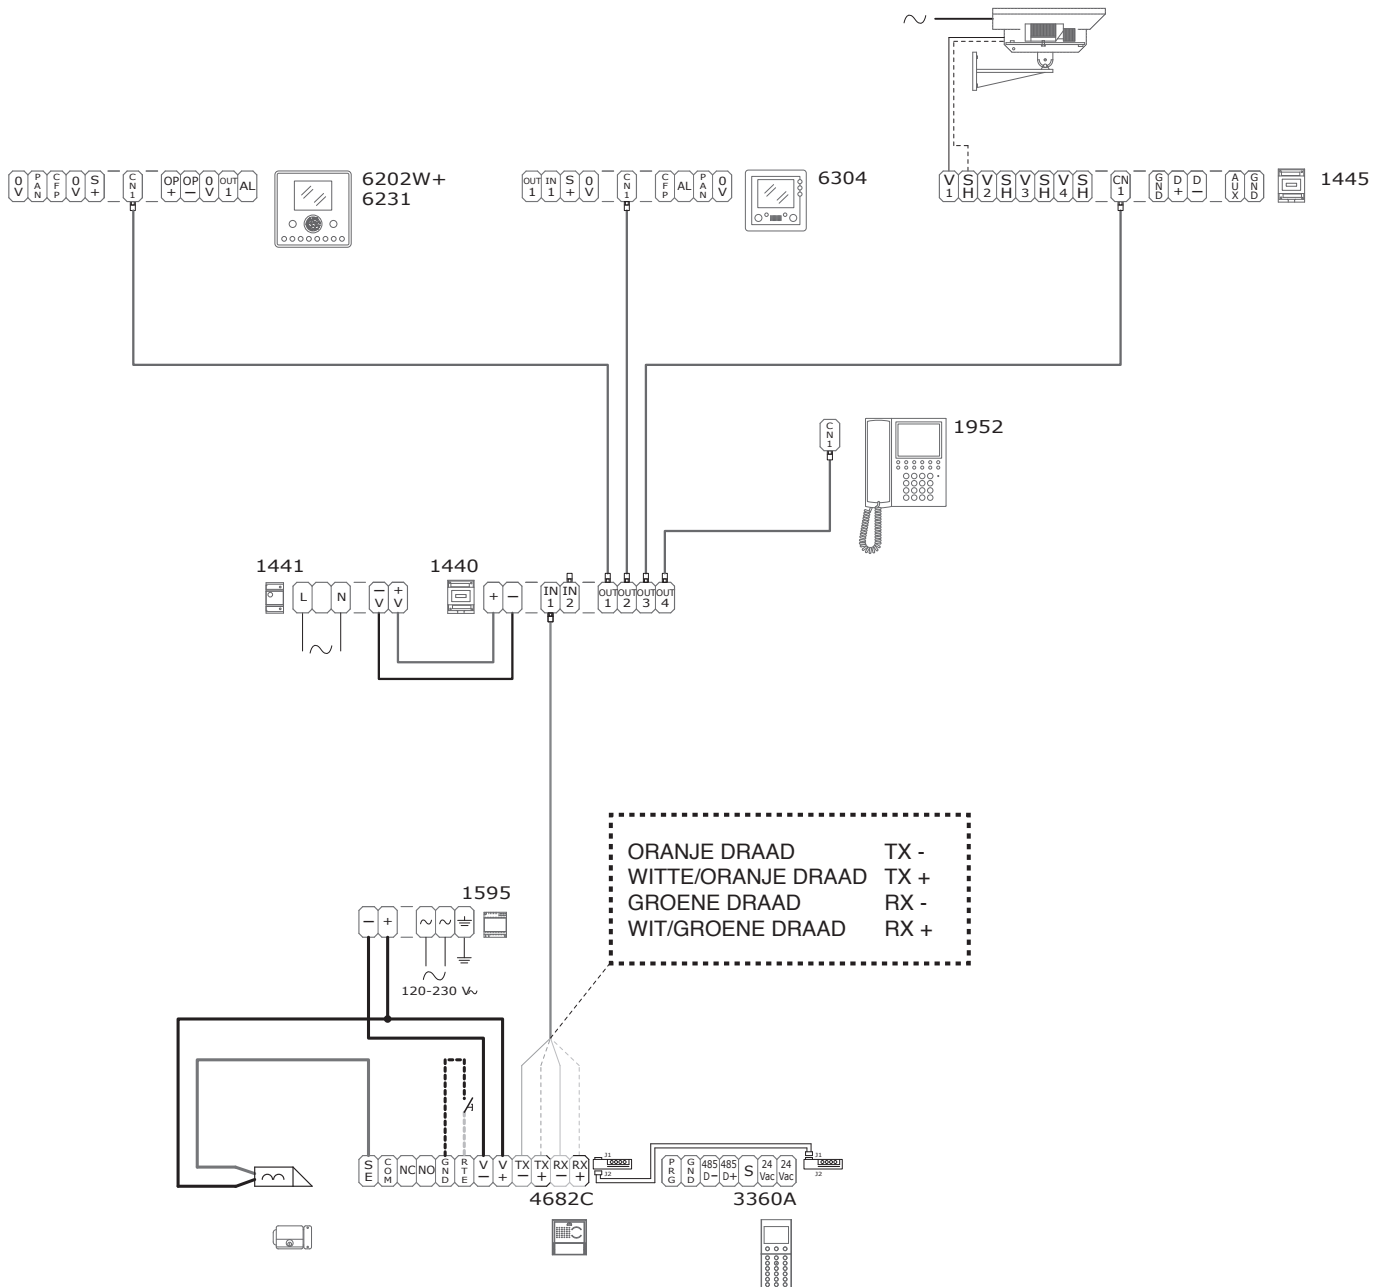 0V PAN CFP 0V S+ CN1 OP+ OP− 0V OUT1 AL
6202W+
6231
OUT1 IN1 S+ 0V CN1 CFP AL PAN 0V
6304
V1 SH V2 SH V3 SH V4 SH CN1 GND D+ D− AUX GND
1445
CN1
1952
1441
L N −V +V
1440
+ − IN1 IN2 OUT1 OUT2 OUT3 OUT4
ORANJE DRAAD TX -
WITTE/ORANJE DRAAD TX +
GROENE DRAAD RX -
WIT/GROENE DRAAD RX +
1595
− + ~ ~
120-230 V~
SE COM NC NO GND RTE V− V+ TX− TX+ RX− RX+
J1
J2
4682C
PRG GND 485D− 485D+ S 24Vac 24Vac
J1
J2
3360A